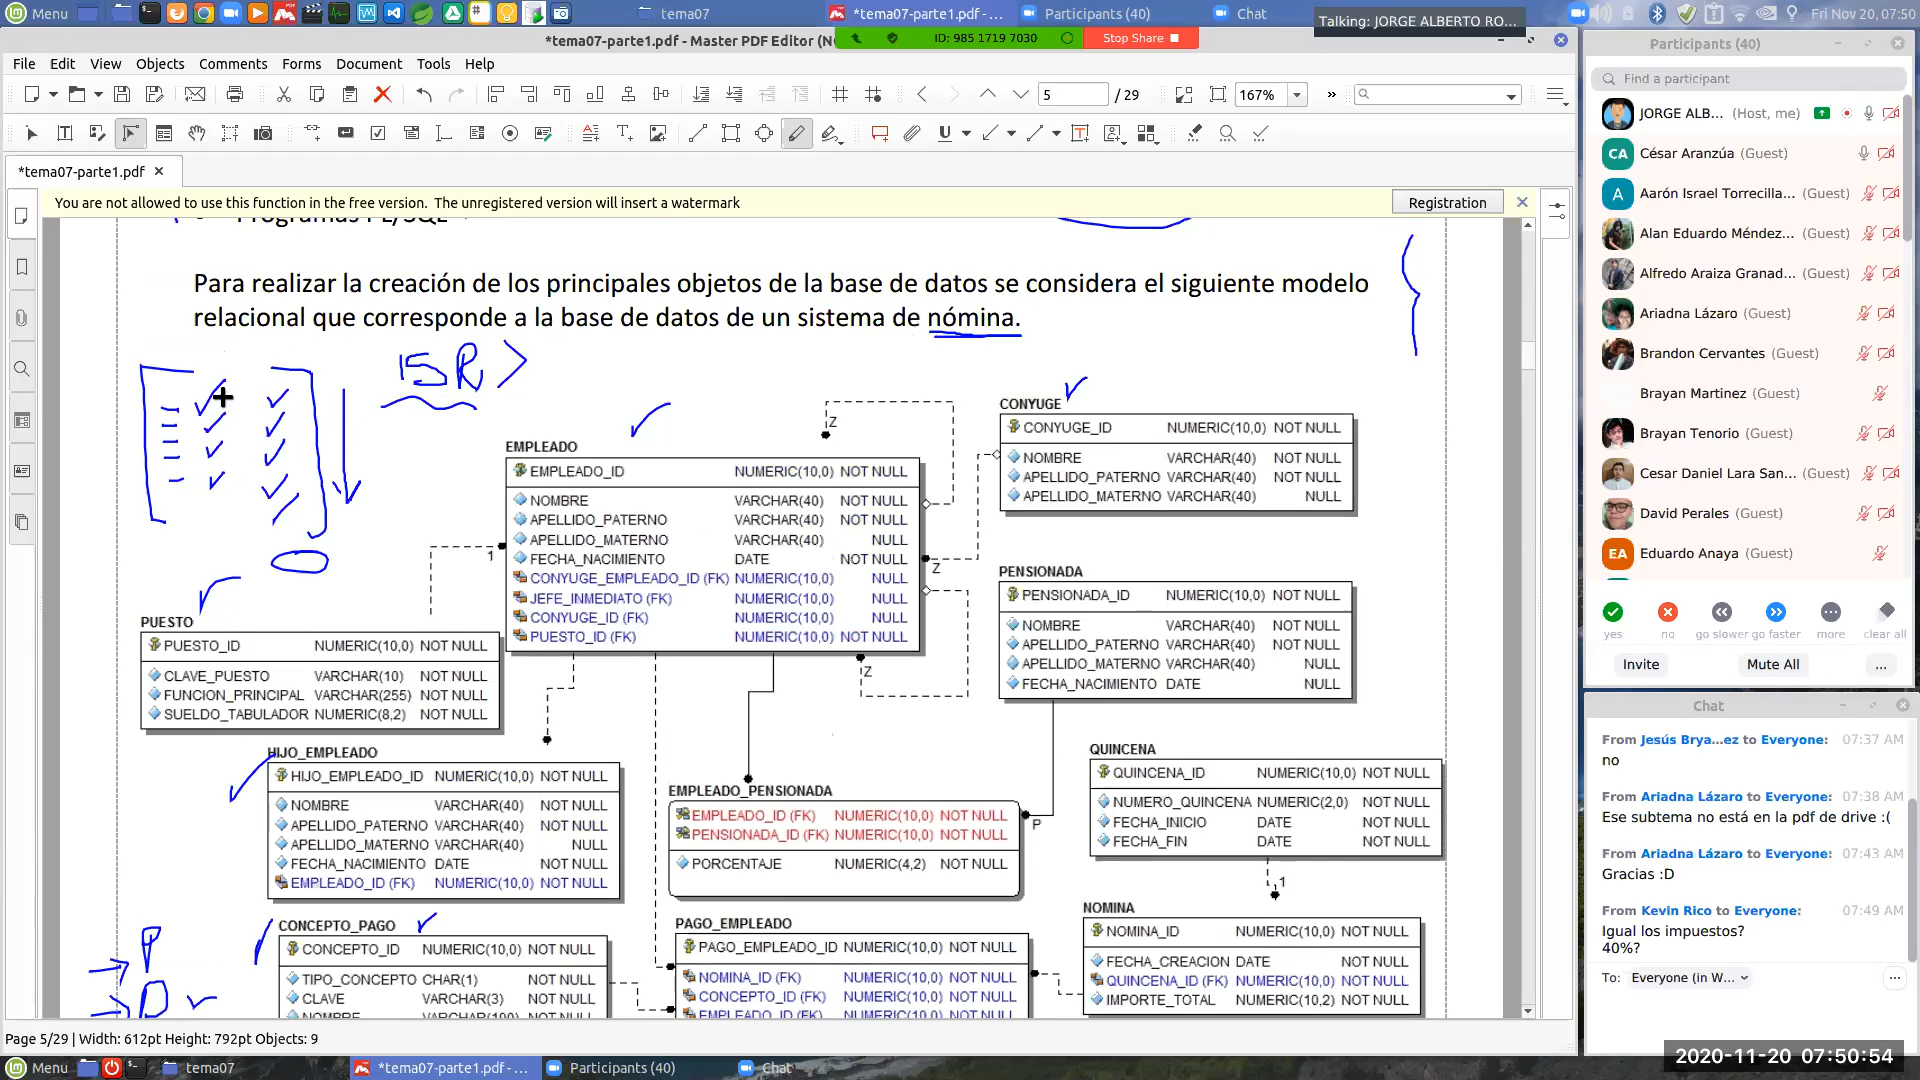 Menu
tema07
*tema07-parte1.pdf - ...
Participants (40)
Chat
Talking: JORGE ALBERTO RO...
Fri Nov 20, 07:50
*tema07-parte1.pdf - Master PDF Editor (N
ID: 985 1719 7030
Stop Share
File Edit View Objects Comments Forms Document Tools Help
5 / 29
167%
*tema07-parte1.pdf
You are not allowed to use this function in the free version. The unregistered version will insert a watermark
Registration
Programas PL/SQL
Para realizar la creación de los principales objetos de la base de datos se considera el siguiente modelo
relacional que corresponde a la base de datos de un sistema de nómina.
ISR >
EMPLEADO
EMPLEADO_ID NUMERIC(10,0) NOT NULL
NOMBRE VARCHAR(40) NOT NULL
APELLIDO_PATERNO VARCHAR(40) NOT NULL
APELLIDO_MATERNO VARCHAR(40) NULL
FECHA_NACIMIENTO DATE NOT NULL
CONYUGE_EMPLEADO_ID (FK) NUMERIC(10,0) NULL
JEFE_INMEDIATO (FK) NUMERIC(10,0) NULL
CONYUGE_ID (FK) NUMERIC(10,0) NULL
PUESTO_ID (FK) NUMERIC(10,0) NOT NULL
Z
Z
Z
1
CONYUGE
CONYUGE_ID NUMERIC(10,0) NOT NULL
NOMBRE VARCHAR(40) NOT NULL
APELLIDO_PATERNO VARCHAR(40) NOT NULL
APELLIDO_MATERNO VARCHAR(40) NULL
PENSIONADA
PENSIONADA_ID NUMERIC(10,0) NOT NULL
NOMBRE VARCHAR(40) NOT NULL
APELLIDO_PATERNO VARCHAR(40) NOT NULL
APELLIDO_MATERNO VARCHAR(40) NULL
FECHA_NACIMIENTO DATE NULL
PUESTO
PUESTO_ID NUMERIC(10,0) NOT NULL
CLAVE_PUESTO VARCHAR(10) NOT NULL
FUNCION_PRINCIPAL VARCHAR(255) NOT NULL
SUELDO_TABULADOR NUMERIC(8,2) NOT NULL
HIJO_EMPLEADO
HIJO_EMPLEADO_ID NUMERIC(10,0) NOT NULL
NOMBRE VARCHAR(40) NOT NULL
APELLIDO_PATERNO VARCHAR(40) NOT NULL
APELLIDO_MATERNO VARCHAR(40) NULL
FECHA_NACIMIENTO DATE NOT NULL
EMPLEADO_ID (FK) NUMERIC(10,0) NOT NULL
EMPLEADO_PENSIONADA
EMPLEADO_ID (FK) NUMERIC(10,0) NOT NULL
PENSIONADA_ID (FK) NUMERIC(10,0) NOT NULL
PORCENTAJE NUMERIC(4,2) NOT NULL
P
QUINCENA
QUINCENA_ID NUMERIC(10,0) NOT NULL
NUMERO_QUINCENA NUMERIC(2,0) NOT NULL
FECHA_INICIO DATE NOT NULL
FECHA_FIN DATE NOT NULL
1
CONCEPTO_PAGO
CONCEPTO_ID NUMERIC(10,0) NOT NULL
TIPO_CONCEPTO CHAR(1) NOT NULL
CLAVE VARCHAR(3) NOT NULL
NOMBRE VARCHAR(100) NOT NULL
P
D
PAGO_EMPLEADO
PAGO_EMPLEADO_ID NUMERIC(10,0) NOT NULL
NOMINA_ID (FK) NUMERIC(10,0) NOT NULL
CONCEPTO_ID (FK) NUMERIC(10,0) NOT NULL
EMPLEADO_ID (FK) NUMERIC(10,0) NOT NULL
NOMINA
NOMINA_ID NUMERIC(10,0) NOT NULL
FECHA_CREACION DATE NOT NULL
QUINCENA_ID (FK) NUMERIC(10,0) NOT NULL
IMPORTE_TOTAL NUMERIC(10,2) NOT NULL
Page 5/29 | Width: 612pt Height: 792pt Objects: 9
Participants (40)
Find a participant
JORGE ALB... (Host, me)
CA César Aranzúa (Guest)
A Aarón Israel Torrecilla... (Guest)
Alan Eduardo Méndez... (Guest)
Alfredo Araiza Granad... (Guest)
Ariadna Lázaro (Guest)
Brandon Cervantes (Guest)
Brayan Martinez (Guest)
Brayan Tenorio (Guest)
Cesar Daniel Lara San... (Guest)
David Perales (Guest)
EA Eduardo Anaya (Guest)
yes no go slower go faster more clear all
Invite Mute All ...
Chat
From Jesús Brya...ez to Everyone: 07:37 AM
no
From Ariadna Lázaro to Everyone: 07:38 AM
Ese subtema no está en la pdf de drive :(
From Ariadna Lázaro to Everyone: 07:43 AM
Gracias :D
From Kevin Rico to Everyone: 07:49 AM
Igual los impuestos?
40%?
To: Everyone (in W...
Menu
tema07
*tema07-parte1.pdf - ...
Participants (40)
Chat
2020-11-20 07:50:54